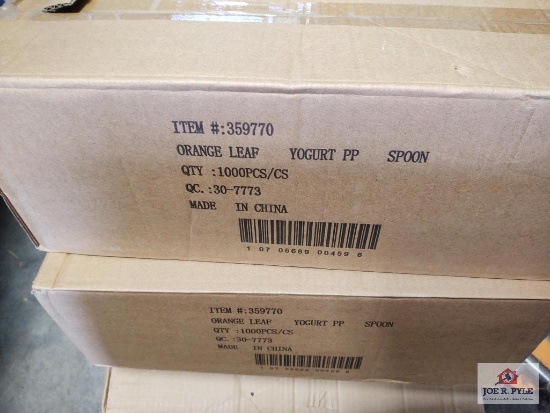 ITEM #:359770
ORANGE LEAF YOGURT PP SPOON
QTY :1000PCS/CS
QC.:30-7773
MADE IN CHINA
1 07 05669 00459 6
ITEM #:359770
ORANGE LEAF YOGURT PP SPOON
QTY :1000PCS/CS
QC.:30-7773
MADE IN CHINA
JOE R. PYLE